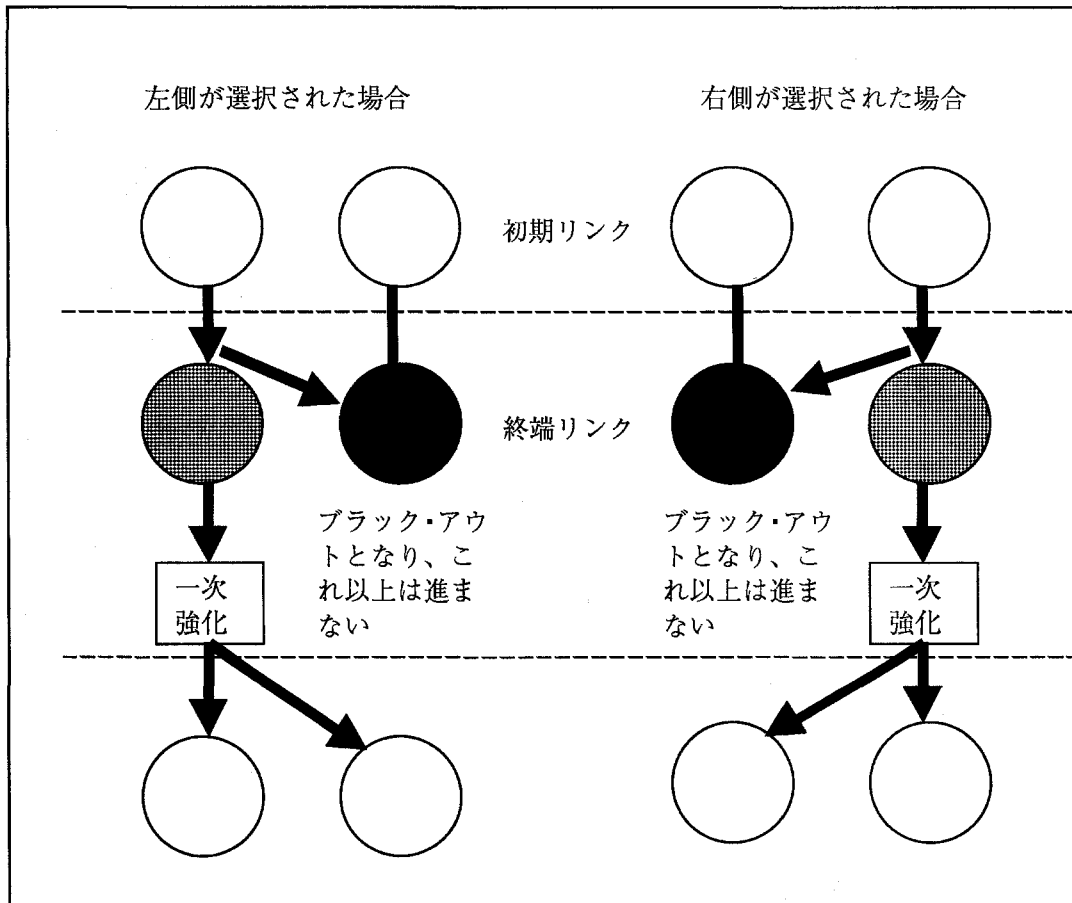 左側が選択された場合
右側が選択された場合
初期リンク
終端リンク
ブラック・アウ
トとなり、こ
れ以上は進ま
ない
ブラック・アウ
トとなり、こ
れ以上は進ま
ない
一次
強化
一次
強化